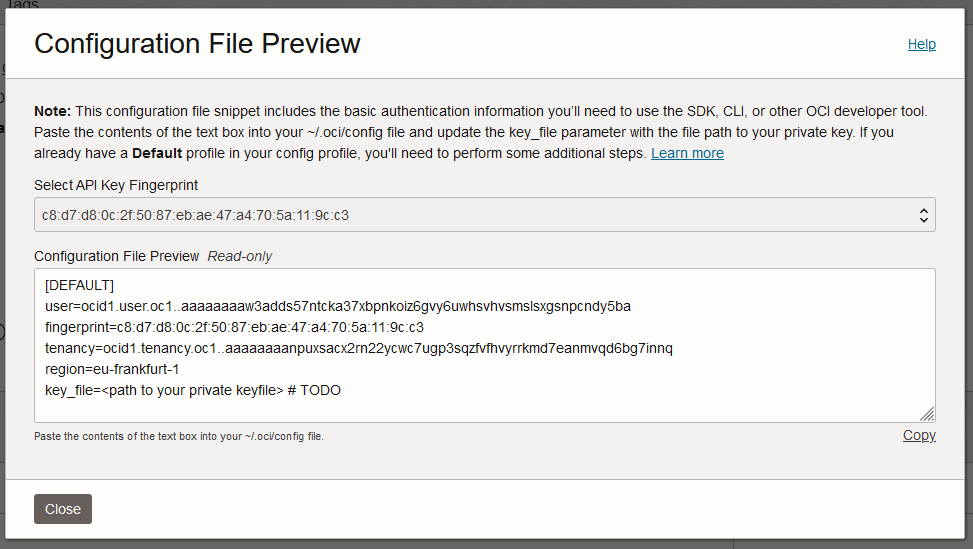 Tags
Configuration File Preview
Help
Note: This configuration file snippet includes the basic authentication information you'll need to use the SDK, CLI, or other OCI developer tool.
Paste the contents of the text box into your ~/.oci/config file and update the key_file parameter with the file path to your private key. If you
already have a Default profile in your config profile, you'll need to perform some additional steps. Learn more
Select API Key Fingerprint
c8:d7:d8:0c:2f:50:87:eb:ae:47:a4:70:5a:11:9c:c3
Configuration File Preview Read-only
[DEFAULT]
user=ocid1.user.oc1..aaaaaaaaw3adds57ntcka37xbpnkoiz6gvy6uwhsvhvsmslsxgsnpcndy5ba
fingerprint=c8:d7:d8:0c:2f:50:87:eb:ae:47:a4:70:5a:11:9c:c3
tenancy=ocid1.tenancy.oc1..aaaaaaaanpuxsacx2rn22ycwc7ugp3sqzfvfhvyrrkmd7eanmvqd6bg7innq
region=eu-frankfurt-1
key_file=<path to your private keyfile> # TODO
Paste the contents of the text box into your ~/.oci/config file.
Copy
Close